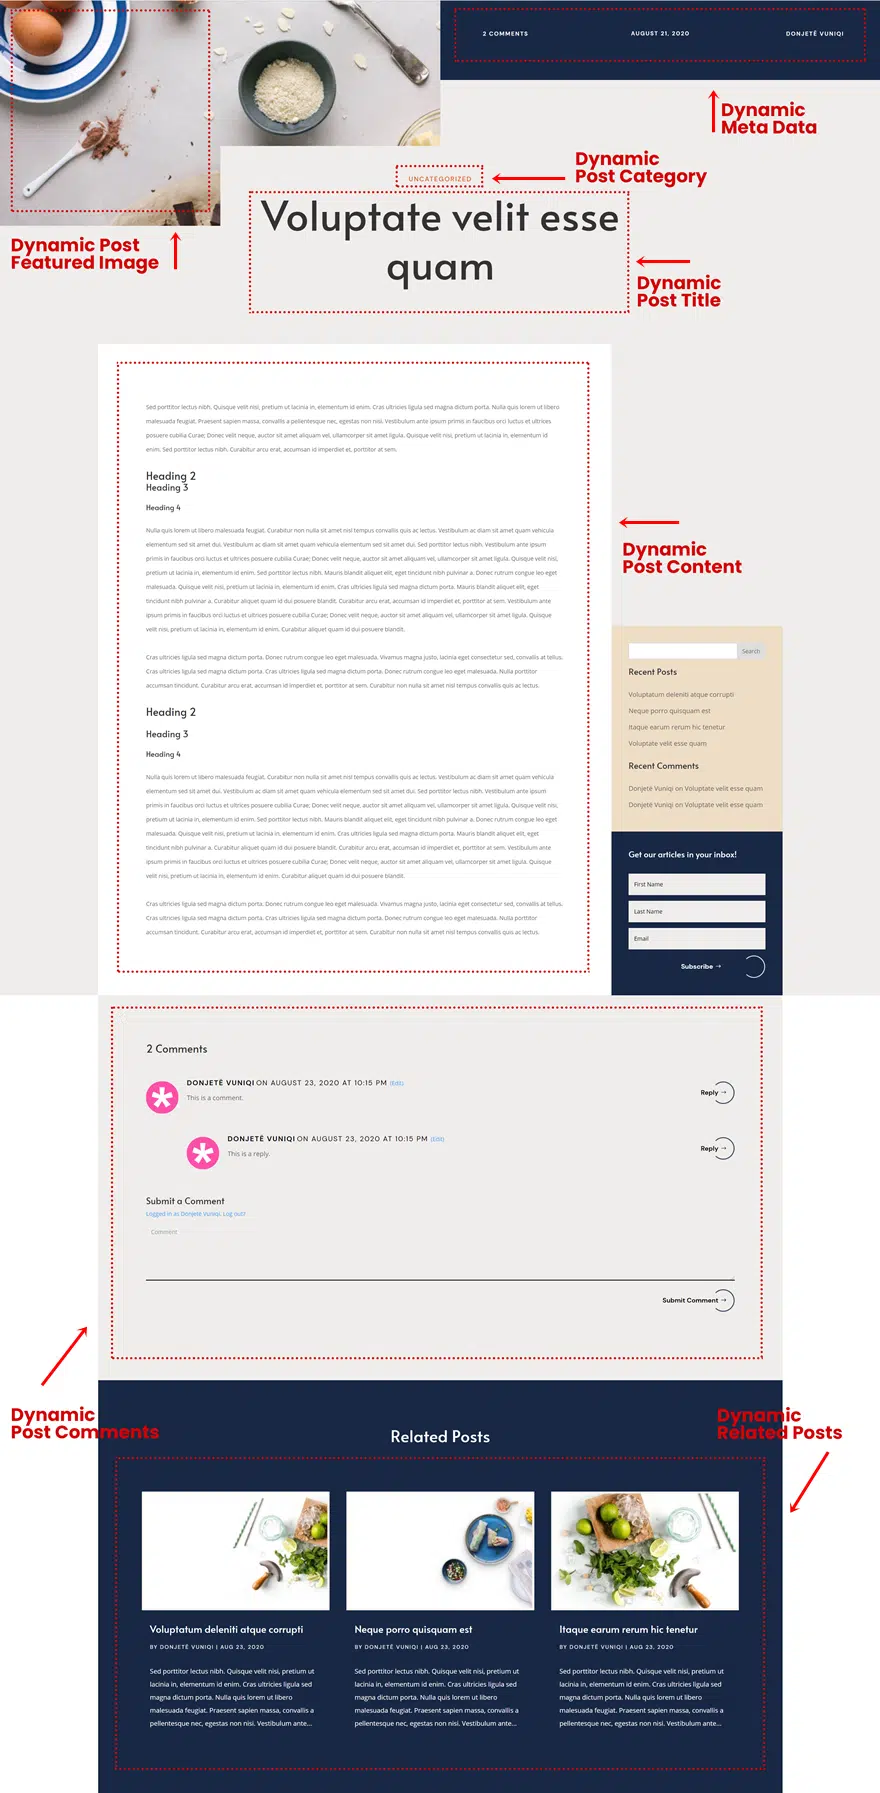 2 COMMENTS
AUGUST 21, 2020
DONJETË VUNIQI
Dynamic
Meta Data
Dynamic
Post Category
UNCATEGORIZED
Voluptate velit esse
quam
Dynamic Post
Featured Image
Dynamic
Post Title
Sed porttitor lectus nibh. Quisque velit nisi, pretium ut lacinia in, elementum id enim. Cras ultricies ligula sed magna dictum porta. Nulla quis lorem ut libero
malesuada feugiat. Praesent sapien massa, convallis a pellentesque nec, egestas non nisi. Vestibulum ante ipsum primis in faucibus orci luctus et ultrices
posuere cubilia Curae; Donec velit neque, auctor sit amet aliquam vel, ullamcorper sit amet ligula. Quisque velit nisi, pretium ut lacinia in, elementum id
enim. Sed porttitor lectus nibh. Curabitur arcu erat, accumsan id imperdiet et, porttitor at sem.
Heading 2
Heading 3
Heading 4
Nulla quis lorem ut libero malesuada feugiat. Curabitur non nulla sit amet nisl tempus convallis quis ac lectus. Vestibulum ac diam sit amet quam vehicula
elementum sed sit amet dui. Vestibulum ac diam sit amet quam vehicula elementum sed sit amet dui. Sed porttitor lectus nibh. Vestibulum ante ipsum
primis in faucibus orci luctus et ultrices posuere cubilia Curae; Donec velit neque, auctor sit amet aliquam vel, ullamcorper sit amet ligula. Quisque velit nisi,
pretium ut lacinia in, elementum id enim. Sed porttitor lectus nibh. Mauris blandit aliquet elit, eget tincidunt nibh pulvinar a. Donec rutrum congue leo eget
malesuada. Quisque velit nisi, pretium ut lacinia in, elementum id enim. Cras ultricies ligula sed magna dictum porta. Mauris blandit aliquet elit, eget
tincidunt nibh pulvinar a. Curabitur aliquet quam id dui posuere blandit. Curabitur arcu erat, accumsan id imperdiet et, porttitor at sem. Vestibulum ante
ipsum primis in faucibus orci luctus et ultrices posuere cubilia Curae; Donec velit neque, auctor sit amet aliquam vel, ullamcorper sit amet ligula. Quisque
velit nisi, pretium ut lacinia in, elementum id enim. Curabitur aliquet quam id dui posuere blandit.
Cras ultricies ligula sed magna dictum porta. Donec rutrum congue leo eget malesuada. Vivamus magna justo, lacinia eget consectetur sed, convallis at tellus.
Cras ultricies ligula sed magna dictum porta. Cras ultricies ligula sed magna dictum porta. Donec rutrum congue leo eget malesuada. Nulla porttitor
accumsan tincidunt. Curabitur arcu erat, accumsan id imperdiet et, porttitor at sem. Curabitur non nulla sit amet nisl tempus convallis quis ac lectus.
Heading 2
Heading 3
Heading 4
Nulla quis lorem ut libero malesuada feugiat. Curabitur non nulla sit amet nisl tempus convallis quis ac lectus. Vestibulum ac diam sit amet quam vehicula
elementum sed sit amet dui. Vestibulum ac diam sit amet quam vehicula elementum sed sit amet dui. Sed porttitor lectus nibh. Vestibulum ante ipsum
primis in faucibus orci luctus et ultrices posuere cubilia Curae; Donec velit neque, auctor sit amet aliquam vel, ullamcorper sit amet ligula. Quisque velit nisi,
pretium ut lacinia in, elementum id enim. Sed porttitor lectus nibh. Mauris blandit aliquet elit, eget tincidunt nibh pulvinar a. Donec rutrum congue leo eget
malesuada. Quisque velit nisi, pretium ut lacinia in, elementum id enim. Cras ultricies ligula sed magna dictum porta. Mauris blandit aliquet elit, eget
tincidunt nibh pulvinar a. Curabitur aliquet quam id dui posuere blandit. Curabitur arcu erat, accumsan id imperdiet et, porttitor at sem. Vestibulum ante
ipsum primis in faucibus orci luctus et ultrices posuere cubilia Curae; Donec velit neque, auctor sit amet aliquam vel, ullamcorper sit amet ligula. Quisque
velit nisi, pretium ut lacinia in, elementum id enim. Curabitur aliquet quam id dui posuere blandit.
Cras ultricies ligula sed magna dictum porta. Donec rutrum congue leo eget malesuada. Vivamus magna justo, lacinia eget consectetur sed, convallis at tellus.
Cras ultricies ligula sed magna dictum porta. Cras ultricies ligula sed magna dictum porta. Donec rutrum congue leo eget malesuada. Nulla porttitor
accumsan tincidunt. Curabitur arcu erat, accumsan id imperdiet et, porttitor at sem. Curabitur non nulla sit amet nisl tempus convallis quis ac lectus.
Dynamic
Post Content
Search
Recent Posts
Voluptatum deleniti atque corrupti
Neque porro quisquam est
Itaque earum rerum hic tenetur
Voluptate velit esse quam
Recent Comments
Donjetë Vuniqi on Voluptate velit esse quam
Donjetë Vuniqi on Voluptate velit esse quam
Get our articles in your inbox!
First Name
Last Name
Email
Subscribe →
2 Comments
DONJETË VUNIQI ON AUGUST 23, 2020 AT 10:15 PM (Edit)
This is a comment.
Reply →
DONJETË VUNIQI ON AUGUST 23, 2020 AT 10:15 PM (Edit)
This is a reply.
Reply →
Submit a Comment
Logged in as Donjetë Vuniqi. Log out?
Comment
Submit Comment →
Dynamic
Post Comments
Dynamic
Related Posts
Related Posts
Voluptatum deleniti atque corrupti
BY DONJETË VUNIQI | AUG 23, 2020
Sed porttitor lectus nibh. Quisque velit nisi, pretium ut
lacinia in, elementum id enim. Cras ultricies ligula sed
magna dictum porta. Nulla quis lorem ut libero
malesuada feugiat. Praesent sapien massa, convallis a
pellentesque nec, egestas non nisi. Vestibulum ante...
Neque porro quisquam est
BY DONJETË VUNIQI | AUG 23, 2020
Sed porttitor lectus nibh. Quisque velit nisi, pretium ut
lacinia in, elementum id enim. Cras ultricies ligula sed
magna dictum porta. Nulla quis lorem ut libero
malesuada feugiat. Praesent sapien massa, convallis a
pellentesque nec, egestas non nisi. Vestibulum ante...
Itaque earum rerum hic tenetur
BY DONJETË VUNIQI | AUG 23, 2020
Sed porttitor lectus nibh. Quisque velit nisi, pretium ut
lacinia in, elementum id enim. Cras ultricies ligula sed
magna dictum porta. Nulla quis lorem ut libero
malesuada feugiat. Praesent sapien massa, convallis a
pellentesque nec, egestas non nisi. Vestibulum ante...